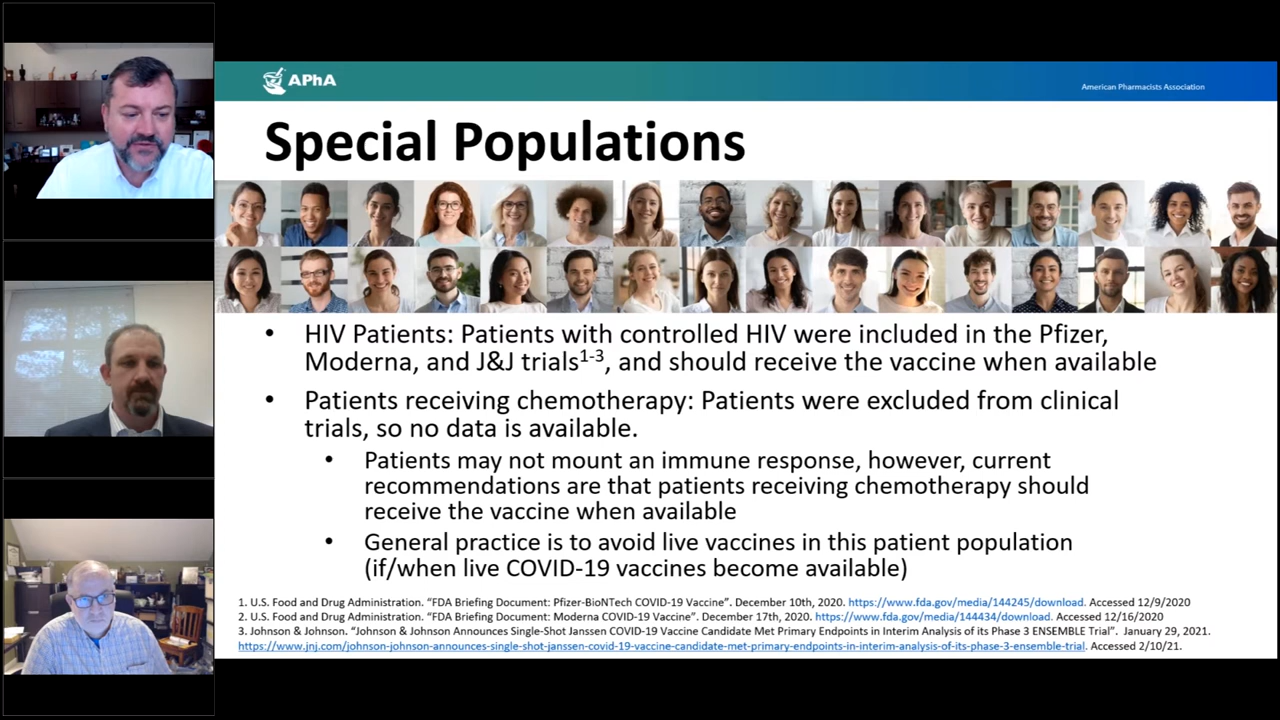 APhA
American Pharmacists Association
Special Populations
• HIV Patients: Patients with controlled HIV were included in the Pfizer,
Moderna, and J&J trials1-3, and should receive the vaccine when available
• Patients receiving chemotherapy: Patients were excluded from clinical
trials, so no data is available.
• Patients may not mount an immune response, however, current
recommendations are that patients receiving chemotherapy should
receive the vaccine when available
• General practice is to avoid live vaccines in this patient population
(if/when live COVID-19 vaccines become available)
1. U.S. Food and Drug Administration. “FDA Briefing Document: Pfizer-BioNTech COVID-19 Vaccine”. December 10th, 2020. https://www.fda.gov/media/144245/download. Accessed 12/9/2020
2. U.S. Food and Drug Administration. “FDA Briefing Document: Moderna COVID-19 Vaccine”. December 17th, 2020. https://www.fda.gov/media/144434/download. Accessed 12/16/2020
3. Johnson & Johnson. “Johnson & Johnson Announces Single-Shot Janssen COVID-19 Vaccine Candidate Met Primary Endpoints in Interim Analysis of its Phase 3 ENSEMBLE Trial”. January 29, 2021.
https://www.jnj.com/johnson-johnson-announces-single-shot-janssen-covid-19-vaccine-candidate-met-primary-endpoints-in-interim-analysis-of-its-phase-3-ensemble-trial. Accessed 2/10/21.